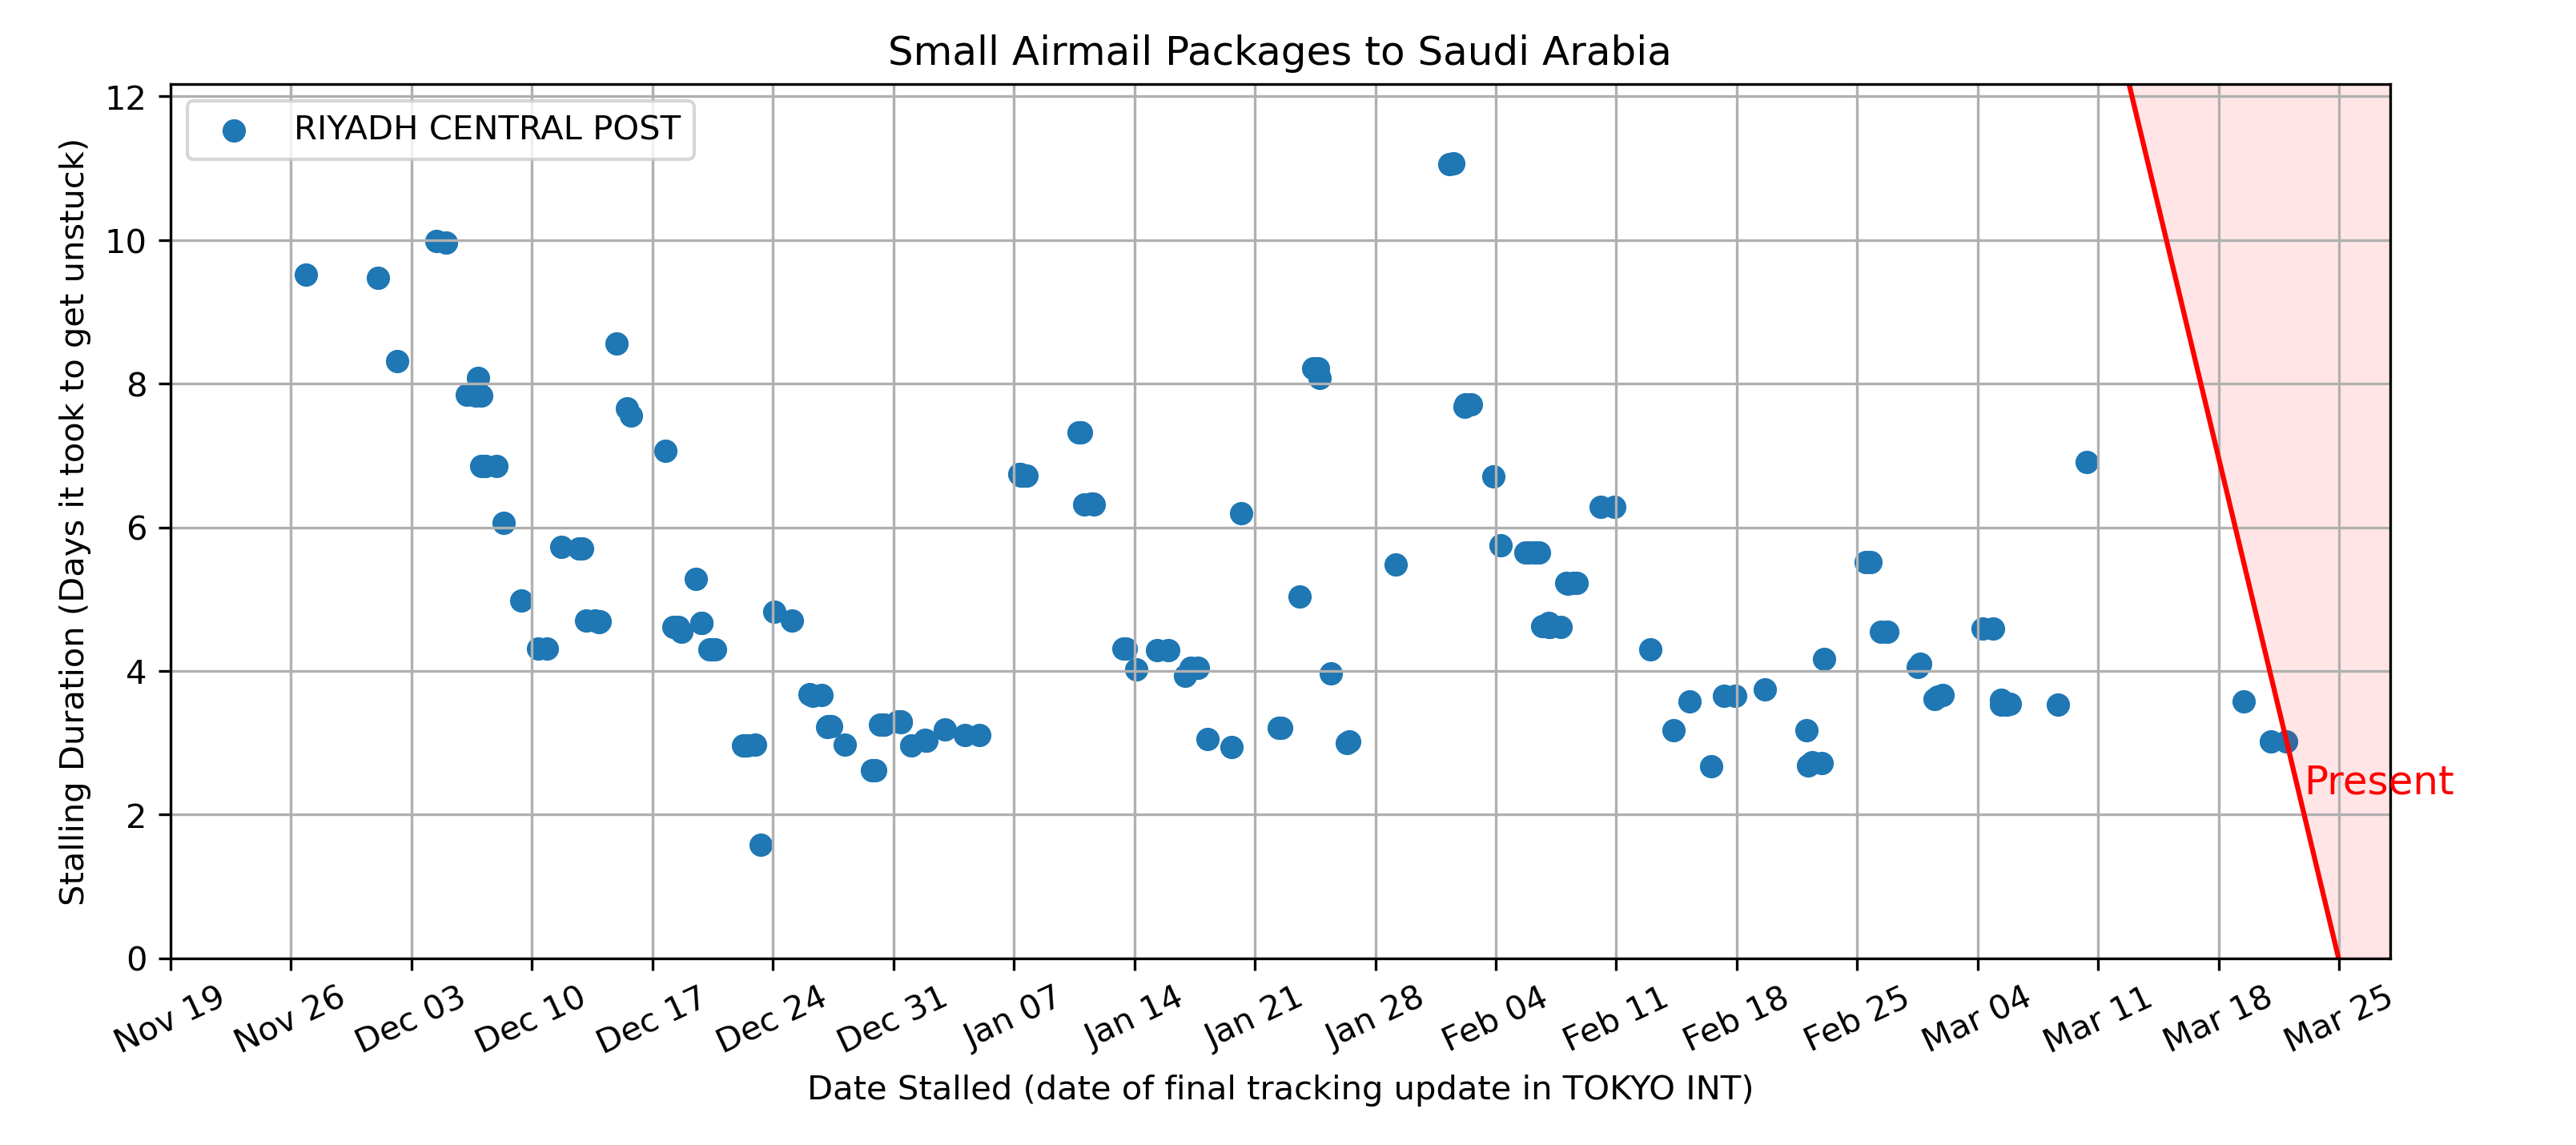 Small Airmail Packages to Saudi Arabia
RIYADH CENTRAL POST
Stalling Duration (Days it took to get unstuck)
12
10
8
6
4
2
0
Present
Nov 19 Nov 26 Dec 03 Dec 10 Dec 17 Dec 24 Dec 31 Jan 07 Jan 14 Jan 21 Jan 28 Feb 04 Feb 11 Feb 18 Feb 25 Mar 04 Mar 11 Mar 18 Mar 25
Date Stalled (date of final tracking update in TOKYO INT)